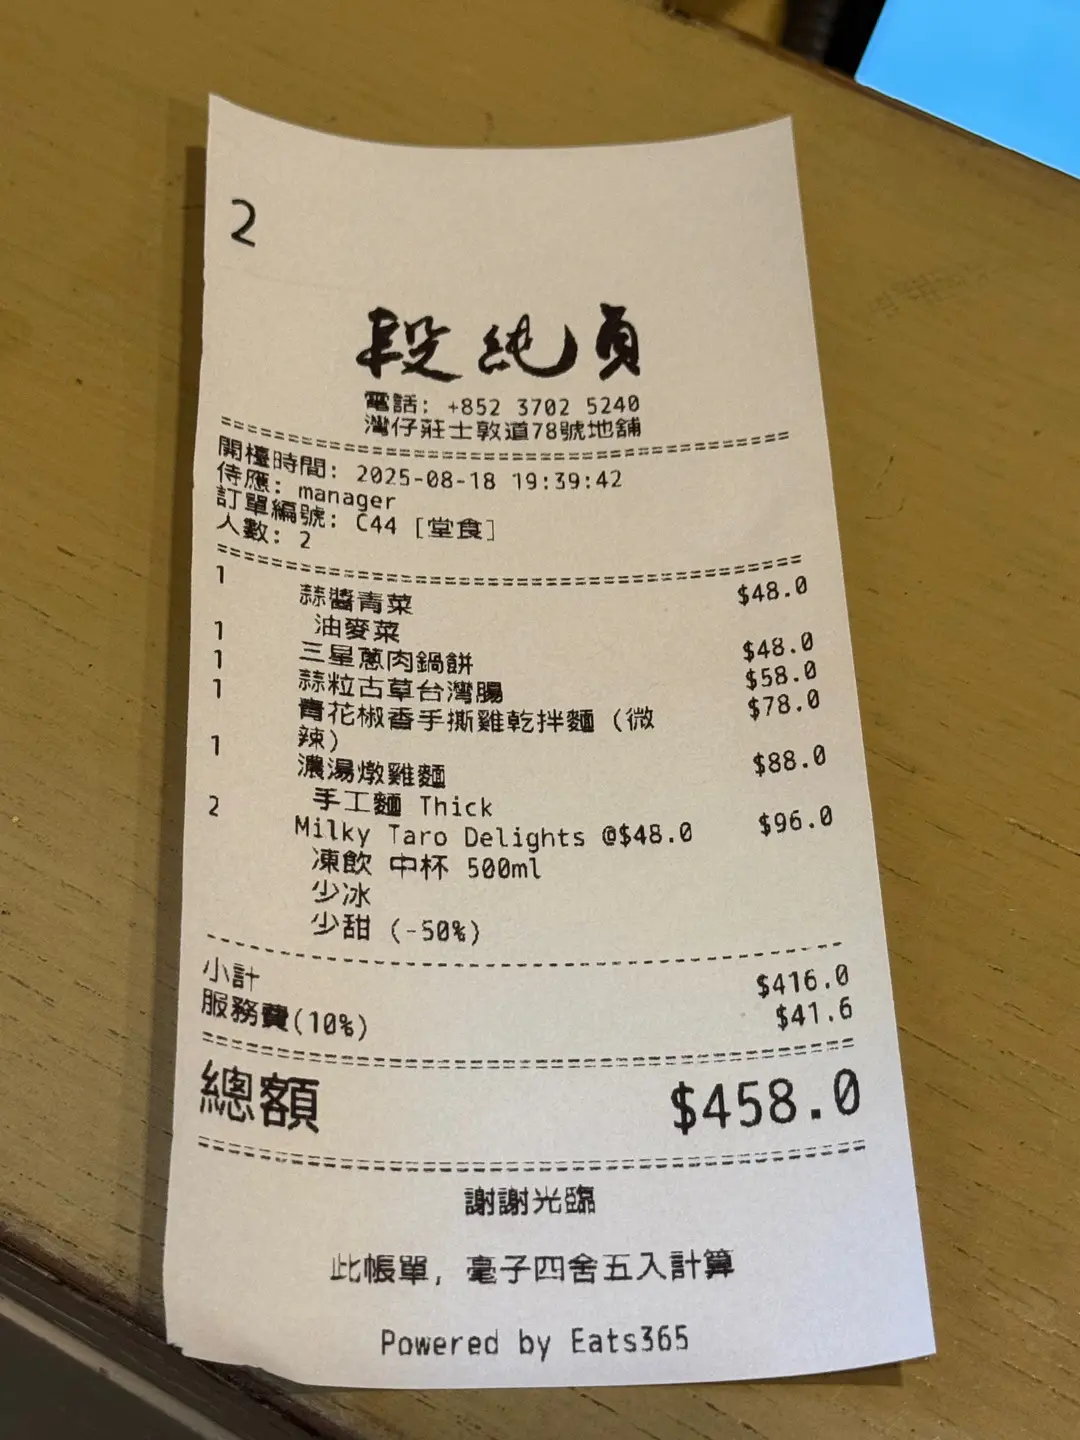 2
段純貞
電話: +852 3702 5240
灣仔莊士敦道78號地舖
開檯時間: 2025-08-18 19:39:42
侍應: manager
訂單編號: C44 [堂食]
人數: 2
1 蒜醬青菜 $48.0
油麥菜
1 三星蔥肉鍋餅 $48.0
1 蒜粒古草台灣腸 $58.0
1 青花椒香手撕雞乾拌麵 (微 $78.0
辣)
1 濃湯燉雞麵 $88.0
手工麵 Thick
2 Milky Taro Delights @$48.0 $96.0
凍飲 中杯 500ml
少冰
少甜 (-50%)
小計 $416.0
服務費(10%) $41.6
總額 $458.0
謝謝光臨
此帳單, 毫子四舍五入計算
Powered by Eats365